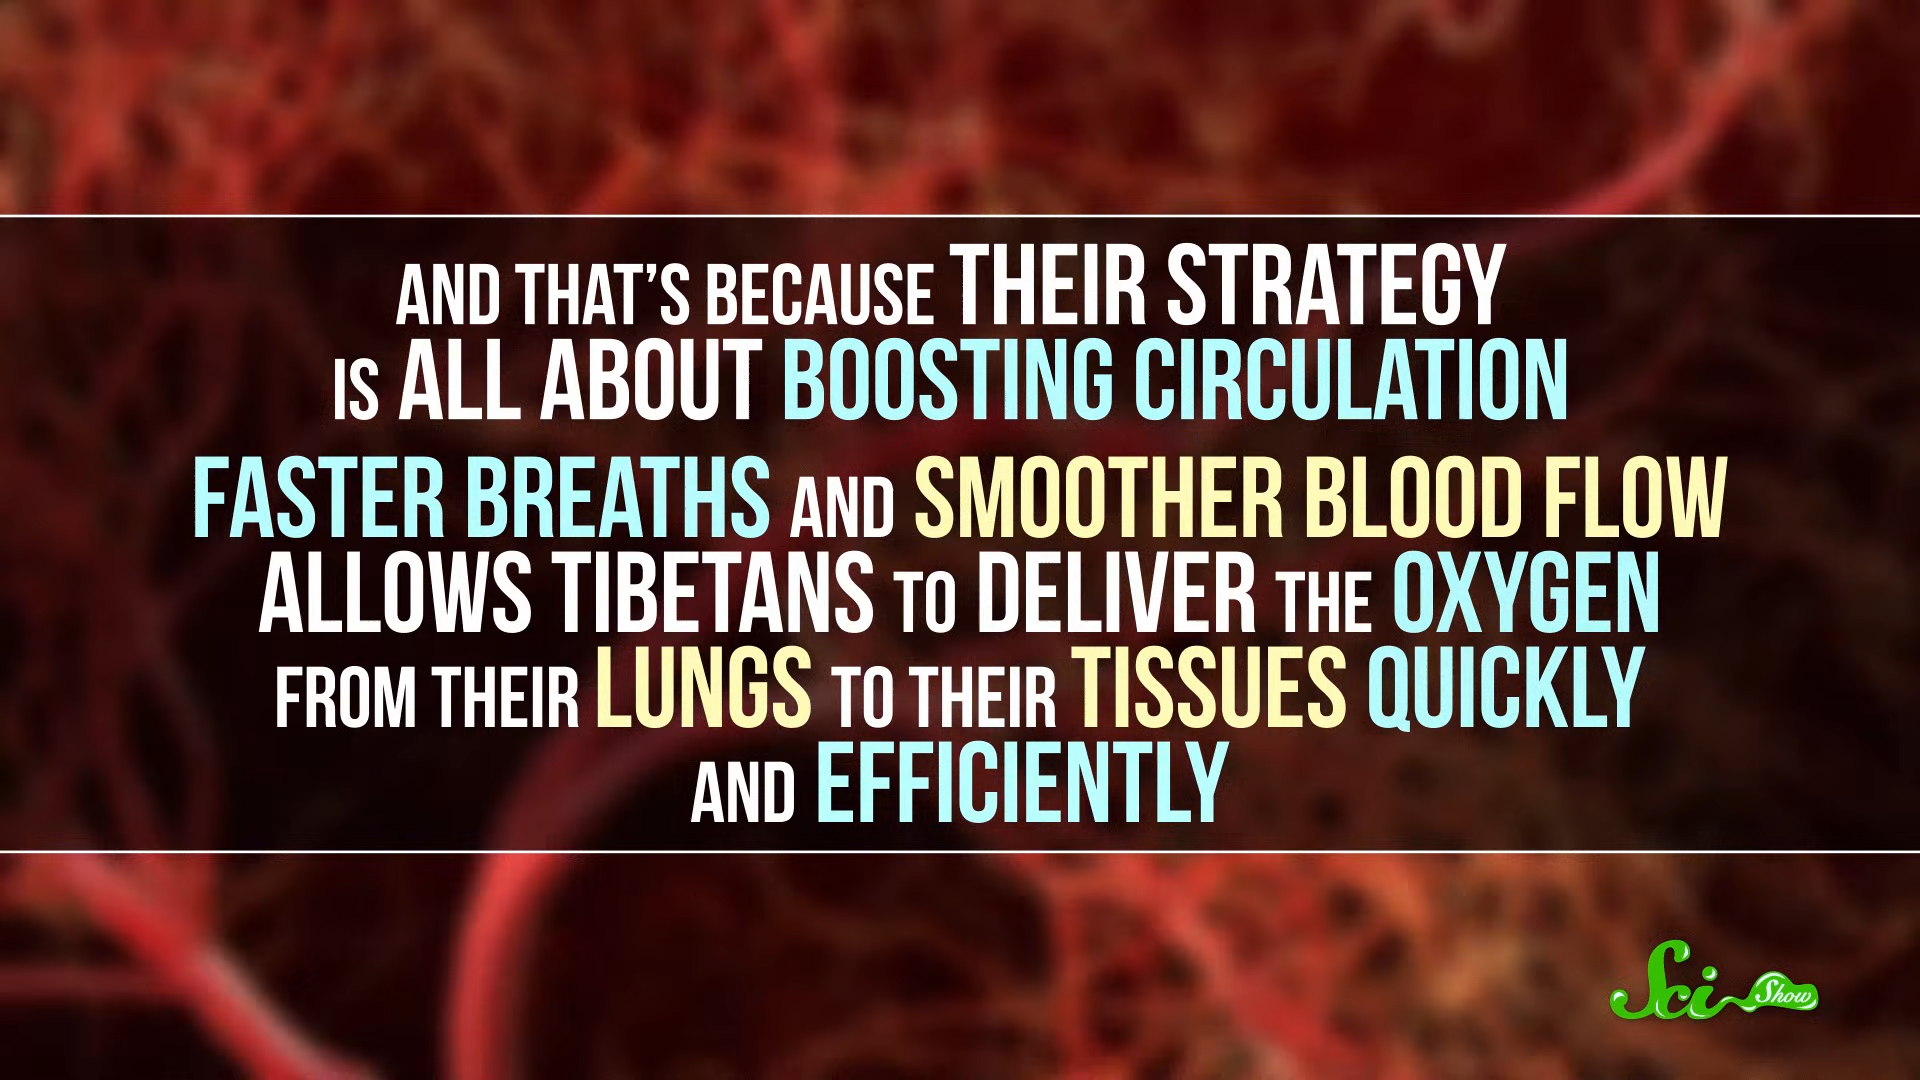 AND THAT'S BECAUSE THEIR STRATEGY
IS ALL ABOUT BOOSTING CIRCULATION
FASTER BREATHS AND SMOOTHER BLOOD FLOW
ALLOWS TIBETANS TO DELIVER THE OXYGEN
FROM THEIR LUNGS TO THEIR TISSUES QUICKLY
AND EFFICIENTLY
Sci Show